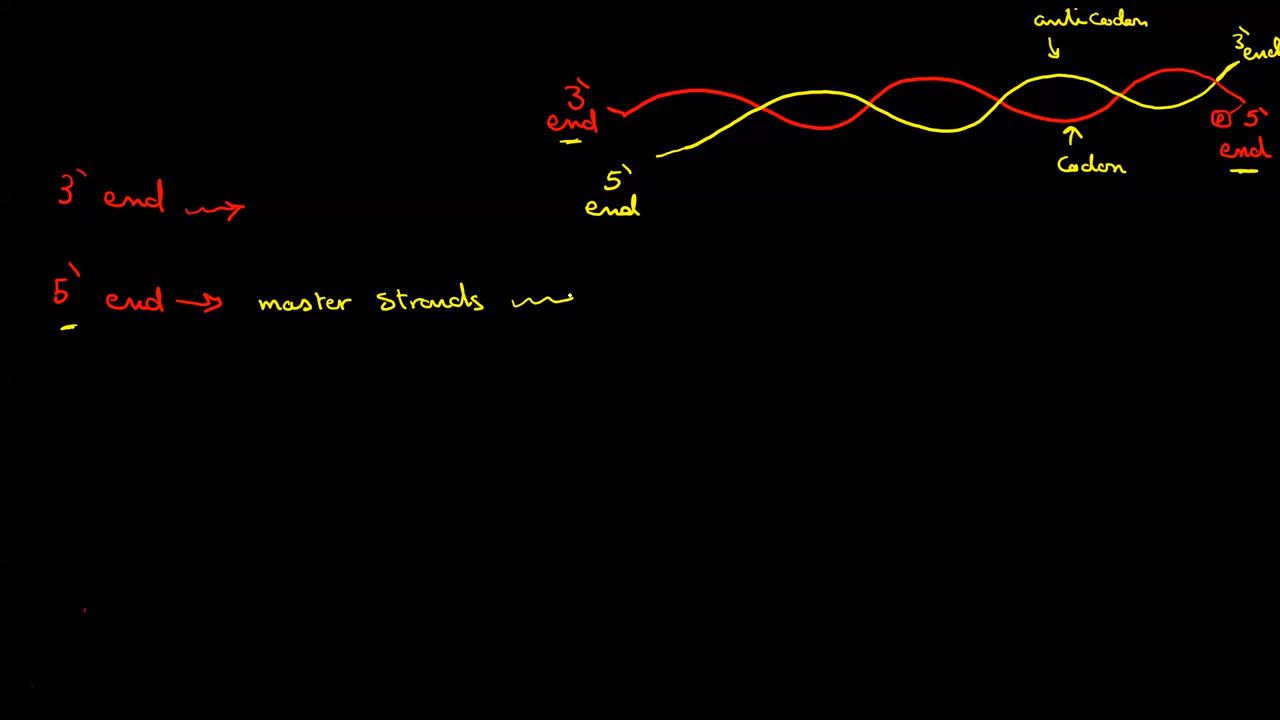 anticodon
3` end
3` end
℗ 5` end
codon
5` end
3` end →
5` end → master strands